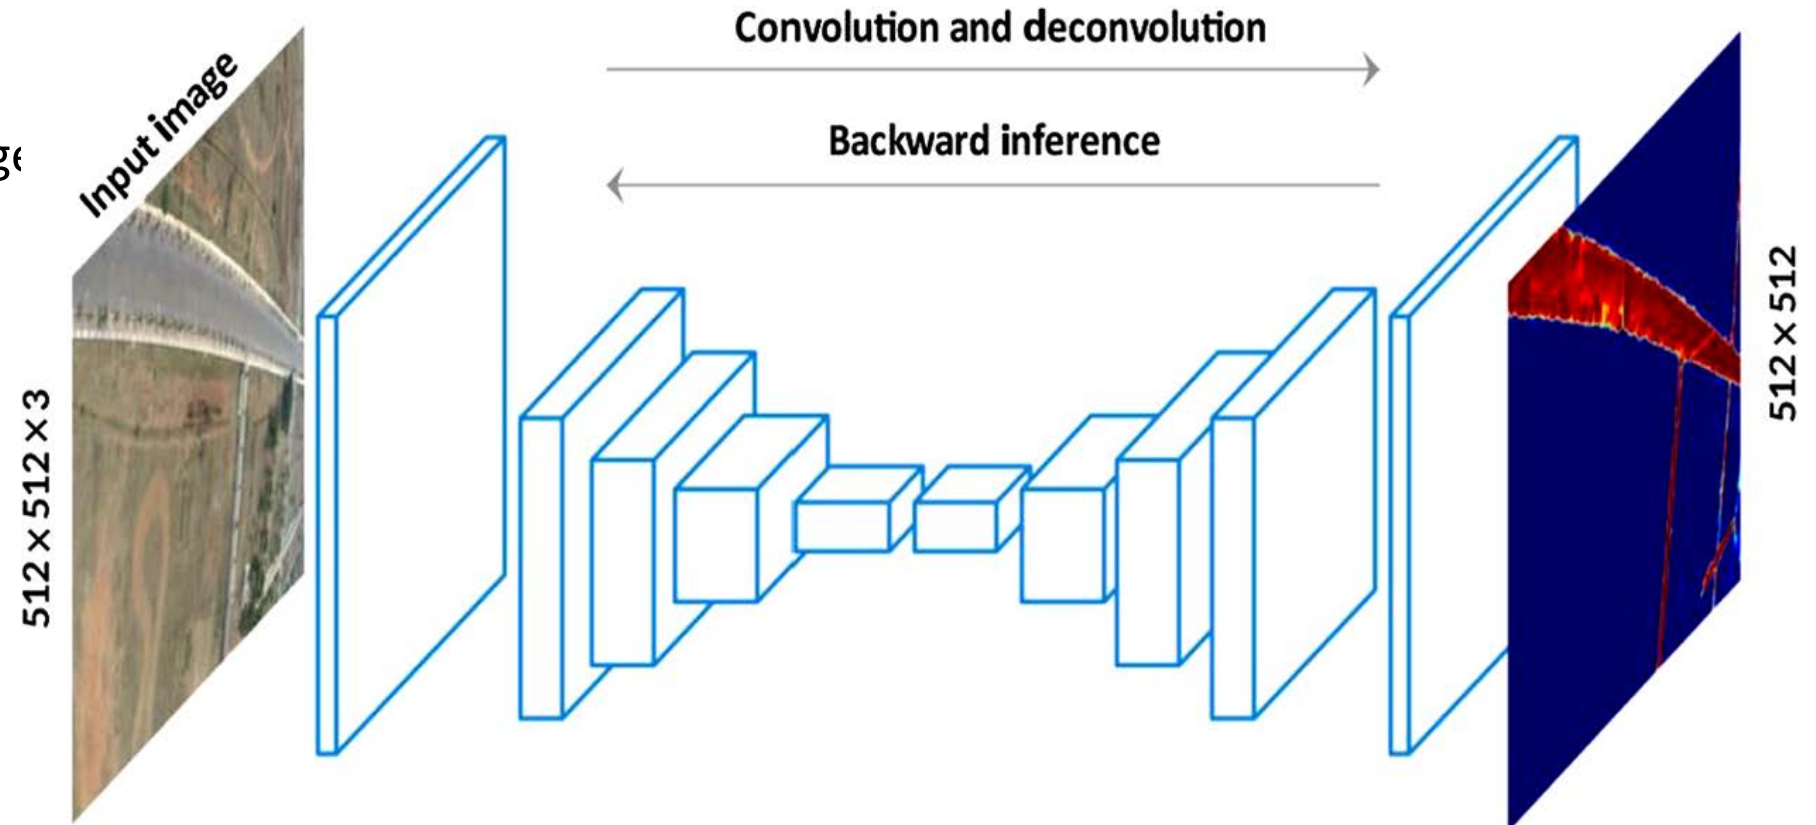 Convolution and deconvolution
Backward inference
Input image
512×512×3
512×512